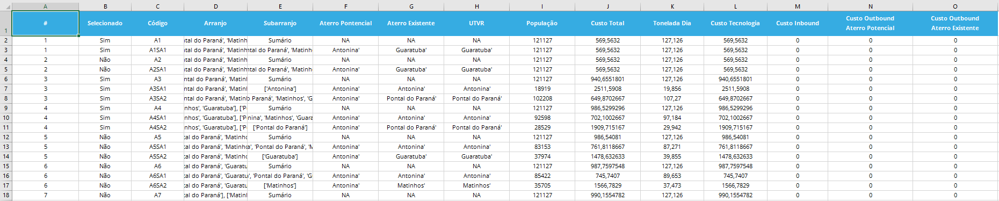 A B C D E F G H I J K L M N O
1 # Selecionado Código Arranjo Subarranjo Aterro Pontencial Aterro Existente UTVR População Custo Total Tonelada Dia Custo Tecnologia Custo Inbound Custo Outbound Aterro Potencial Custo Outbound Aterro Existente
2 1 Sim A1 do Paraná', 'Matinh Sumário NA NA NA 121127 569,5632 127,126 569,5632 0 0 0
3 1 Sim A1SA1 do Paraná', 'Matinh do Paraná', 'Matinh Antonina' Guaratuba' Guaratuba' 121127 569,5632 127,126 569,5632 0 0 0
4 2 Não A2 do Paraná', 'Matinh Sumário NA NA NA 121127 569,5632 127,126 569,5632 0 0 0
5 2 Não A2SA1 do Paraná', 'Matinh do Paraná', 'Matinh Antonina' Guaratuba' Guaratuba' 121127 569,5632 127,126 569,5632 0 0 0
6 3 Sim A3 ontal do Paraná', 'Matinl Sumário NA NA NA 121127 940,6551801 127,126 940,6551801 0 0 0
7 3 Sim A3SA1 do Paraná', 'Matinl ['Antonina'] Antonina' Antonina' Antonina' 18919 2511,5908 19,856 2511,5908 0 0 0
8 3 Sim A3SA2 do Paraná', 'Matin o Paraná', 'Matinhos', 'G Antonina' Pontal do Paraná' Pontal do Paraná' 102208 649,8702667 107,27 649,8702667 0 0 0
9 4 Sim A4 nhos', 'Guaratuba'], ['P Sumário NA NA NA 121127 986,5299296 127,126 986,5299296 0 0 0
10 4 Sim A4SA1 nhos', 'Guaratuba'], ['P nina', 'Matinhos', 'Guara Antonina' Antonina' Antonina' 92598 702,1002667 97,184 702,1002667 0 0 0
11 4 Sim A4SA2 nhos', 'Guaratuba'], ['P ['Pontal do Paraná'] Antonina' Pontal do Paraná' Pontal do Paraná' 28529 1909,715167 29,942 1909,715167 0 0 0
12 5 Não A5 tal do Paraná', 'Matinho Sumário NA NA NA 121127 986,54081 127,126 986,54081 0 0 0
13 5 Não A5SA1 tal do Paraná', 'Matinho a', 'Pontal do Paraná', 'M Antonina' Antonina' Antonina' 83153 761,8118667 87,271 761,8118667 0 0 0
14 5 Não A5SA2 tal do Paraná', 'Matinho ['Guaratuba'] Antonina' Guaratuba' Guaratuba' 37974 1478,632633 39,855 1478,632633 0 0 0
15 6 Não A6 tal do Paraná', 'Guaratu Sumário NA NA NA 121127 987,7597548 127,126 987,7597548 0 0 0
16 6 Não A6SA1 tal do Paraná', 'Guaratu ', 'Pontal do Paraná', 'G Antonina' Antonina' Antonina' 85422 745,7407 89,653 745,7407 0 0 0
17 6 Não A6SA2 tal do Paraná', 'Guaratu ['Matinhos'] Antonina' Matinhos' Matinhos' 35705 1566,7829 37,473 1566,7829 0 0 0
18 7 Não A7 tal do Paraná'], ['Matinl Sumário NA NA NA 121127 990,1554782 127,126 990,1554782 0 0 0